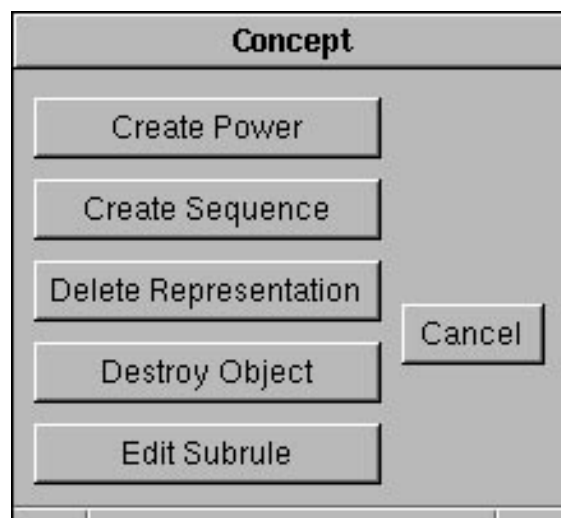 Concept
Create Power
Create Sequence
Delete Representation
Cancel
Destroy Object
Edit Subrule